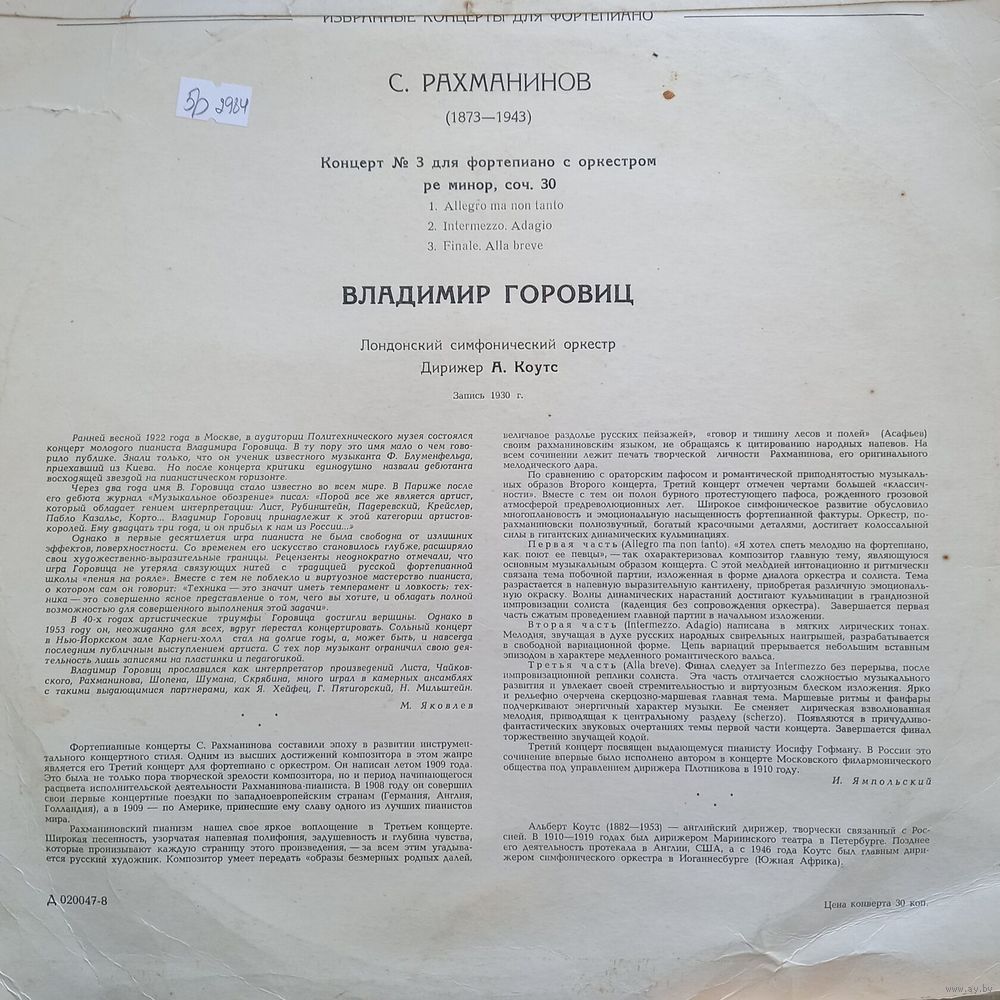 ИЗБРАННЫЕ КОНЦЕРТЫ ДЛЯ ФОРТЕПИАНО
5р 2984
С. РАХМАНИНОВ
(1873—1943)
Концерт № 3 для фортепиано с оркестром
ре минор, соч. 30
1. Allegro ma non tanto
2. Intermezzo. Adagio
3. Finale. Alla breve
ВЛАДИМИР ГОРОВИЦ
Лондонский симфонический оркестр
Дирижер А. Коутс
Запись 1930 г.
Ранней весной 1922 года в Москве, в аудитории Политехнического музея состоялся
концерт молодого пианиста Владимира Горовица. В ту пору это имя мало о чем гово-
рило публике. Знали только, что он ученик известного музыканта Ф. Блуменфельда,
приехавший из Киева. Но после концерта критики единодушно назвали дебютанта
восходящей звездой на пианистическом горизонте.
Через два года имя В. Горовица стало известно во всем мире. В Париже после
его дебюта журнал «Музыкальное обозрение» писал: «Порой все же является артист,
который обладает гением интерпретации: Лист, Рубинштейн, Падеревский, Крейслер,
Пабло Казальс, Корто... Владимир Горовиц принадлежит к этой категории артистов-
королей. Ему двадцать три года, и он прибыл к нам из России...»
Однако в первые десятилетия игра пианиста не была свободна от излишних
эффектов, поверхностности. Со временем его искусство становилось глубже, расширяло
свои художественно-выразительные границы. Рецензенты неоднократно отмечали, что
игра Горовица не утеряла связующих нитей с традицией русской фортепианной
школы «пения на рояле». Вместе с тем не поблекло и виртуозное мастерство пианиста,
о котором сам он говорит: «Техника — это значит иметь темперамент и ловкость; тех-
ника — это совершенно ясное представление о том, чего вы хотите, и обладать полной
возможностью для совершенного выполнения этой задачи».
В 40-х годах артистические триумфы Горовица достигли вершины. Однако в
1953 году он, неожиданно для всех, вдруг перестал концертировать. Сольный концерт
в Нью-Йоркском зале Карнеги-холл стал на долгие годы, а, может быть, и навсегда
последним публичным выступлением артиста. С тех пор музыкант ограничил свою дея-
тельность лишь записями на пластинки и педагогикой.
Владимир Горовиц прославился как интерпретатор произведений Листа, Чайков-
ского, Рахманинова, Шопена, Шумана, Скрябина, много играл в камерных ансамблях
с такими выдающимися партнерами, как Я. Хейфец, Г. Пятигорский, Н. Мильштейн.
М. Яковлев
Фортепианные концерты С. Рахманинова составили эпоху в развитии инструмен-
тального концертного стиля. Одним из высших достижений композитора в этом жанре
является его Третий концерт для фортепиано с оркестром. Он написан летом 1909 года.
Это была не только пора творческой зрелости композитора, но и период начинающегося
расцвета исполнительской деятельности Рахманинова-пианиста. В 1908 году он совершил
свои первые концертные поездки по западноевропейским странам (Германия, Англия,
Голландия), а в 1909 — по Америке, принесшие ему славу одного из лучших пианистов
мира.
Рахманиновский пианизм нашел свое яркое воплощение в Третьем концерте.
Широкая песенность, узорчатая напевная полифония, задушевность и глубина чувства,
которые пронизывают каждую страницу этого произведения, — за всем этим угадыва-
ется русский художник. Композитор умеет передать «образы безмерных родных далей,
величавое раздолье русских пейзажей», «говор и тишину лесов и полей» (Асафьев)
своим рахманиновским языком, не обращаясь к цитированию народных напевов. На
всем сочинении лежит печать творческой личности Рахманинова, его оригинального
мелодического дара.
По сравнению с ораторским пафосом и романтической приподнятостью музыкаль-
ных образов Второго концерта, Третий концерт отмечен чертами большей «классич-
ности». Вместе с тем он полон бурного протестующего пафоса, рожденного грозовой
атмосферой предреволюционных лет. Широкое симфоническое развитие обусловило
многоплановость и эмоциональную насыщенность фортепианной фактуры. Оркестр, по-
рахманиновски полнозвучный, богатый красочными деталями, достигает колоссальной
силы в гигантских динамических кульминациях.
Первая часть (Allegro ma non tanto). «Я хотел спеть мелодию на фортепиано,
как поют ее певцы», — так охарактеризовал композитор главную тему, являющуюся
основным музыкальным образом концерта. С этой мелодией интонационно и ритмически
связана тема побочной партии, изложенная в форме диалога оркестра и солиста. Тема
разрастается в напевную выразительную кантилену, приобретая различную эмоциональ-
ную окраску. Волны динамических нарастаний достигают кульминации в грандиозной
импровизации солиста (каденция без сопровождения оркестра). Завершается первая
часть сжатым проведением главной партии в начальном изложении.
Вторая часть (Intermezzo. Adagio) написана в мягких лирических тонах.
Мелодия, звучащая в духе русских народных свирельных наигрышей, разрабатывается
в свободной вариационной форме. Цепь вариаций прерывается небольшим вставным
эпизодом в характере медленного романтического вальса.
Третья часть (Alla breve). Финал следует за Intermezzo без перерыва, после
импровизационной реплики солиста. Эта часть отличается сложностью музыкального
развития и увлекает своей стремительностью и виртуозным блеском изложения. Ярко
и рельефно очерчена скерцозно-маршевая главная тема. Маршевые ритмы и фанфары
подчеркивают энергичный характер музыки. Ее сменяет лирическая взволнованная
мелодия, приводящая к центральному разделу (scherzo). Появляются в причудливо-
фантастических звуковых очертаниях темы первой части концерта. Завершается финал
торжественно звучащей кодой.
Третий концерт посвящен выдающемуся пианисту Иосифу Гофману. В России это
сочинение впервые было исполнено автором в концерте Московского филармонического
общества под управлением дирижера Плотникова в 1910 году.
И. Ямпольский
Альберт Коутс (1882—1953) — английский дирижер, творчески связанный с Рос-
сией. В 1910—1919 годах был дирижером Мариинского театра в Петербурге. Позднее
его деятельность протекала в Англии, США, а с 1946 года Коутс был главным дири-
жером симфонического оркестра в Иоганнесбурге (Южная Африка).
Д 020047-8
Цена конверта 30 коп.
www.ay.by